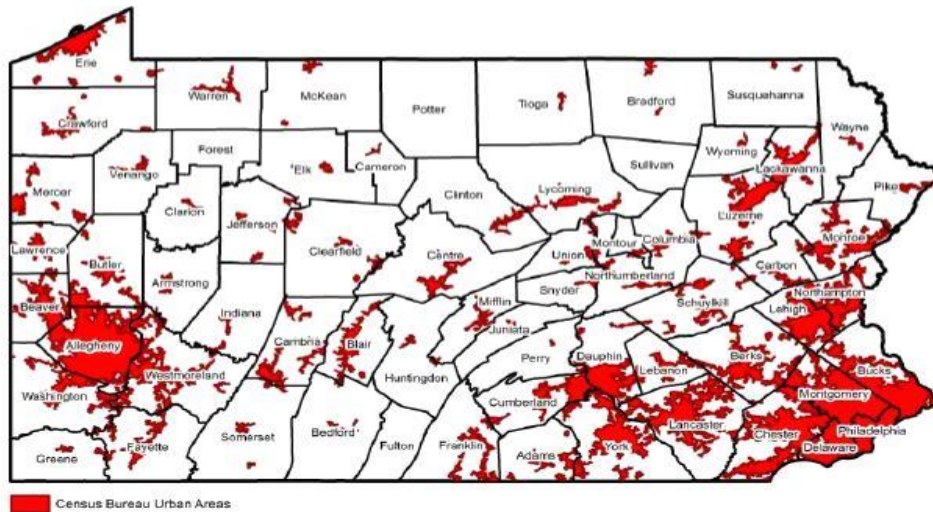 Erie
Warren
McKean
Potter
Tioga
Bradford
Susquehanna
Wayne
Crawford
Forest
Venango
Elk
Cameron
Sullivan
Wyoming
Lackawanna
Mercer
Clinton
Lycoming
Pike
Clarion
Jefferson
Luzerne
Lawrence
Clearfield
Centre
Union
Montour
Columbia
Monroe
Butler
Armstrong
Northumberland
Carbon
Snyder
Beaver
Indiana
Mifflin
Schuylkill
Northampton
Lehigh
Allegheny
Cambria
Blair
Juniata
Perry
Dauphin
Lebanon
Berks
Bucks
Westmoreland
Huntingdon
Washington
Cumberland
Montgomery
Lancaster
Somerset
Bedford
Fulton
Franklin
York
Chester
Philadelphia
Greene
Fayette
Adams
Delaware
Census Bureau Urban Areas